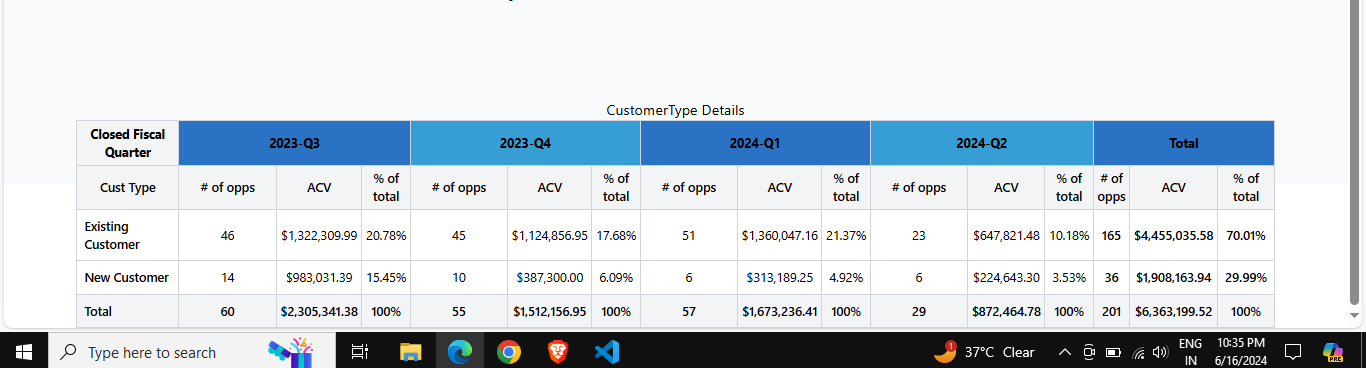 CustomerType Details
Closed Fiscal Quarter 2023-Q3 2023-Q4 2024-Q1 2024-Q2 Total
Cust Type # of opps ACV % of total # of opps ACV % of total # of opps ACV % of total # of opps ACV % of total # of opps ACV % of total
Existing Customer 46 $1,322,309.99 20.78% 45 $1,124,856.95 17.68% 51 $1,360,047.16 21.37% 23 $647,821.48 10.18% 165 $4,455,035.58 70.01%
New Customer 14 $983,031.39 15.45% 10 $387,300.00 6.09% 6 $313,189.25 4.92% 6 $224,643.30 3.53% 36 $1,908,163.94 29.99%
Total 60 $2,305,341.38 100% 55 $1,512,156.95 100% 57 $1,673,236.41 100% 29 $872,464.78 100% 201 $6,363,199.52 100%
Type here to search 1 37°C Clear ENG IN 10:35 PM 6/16/2024 PRE